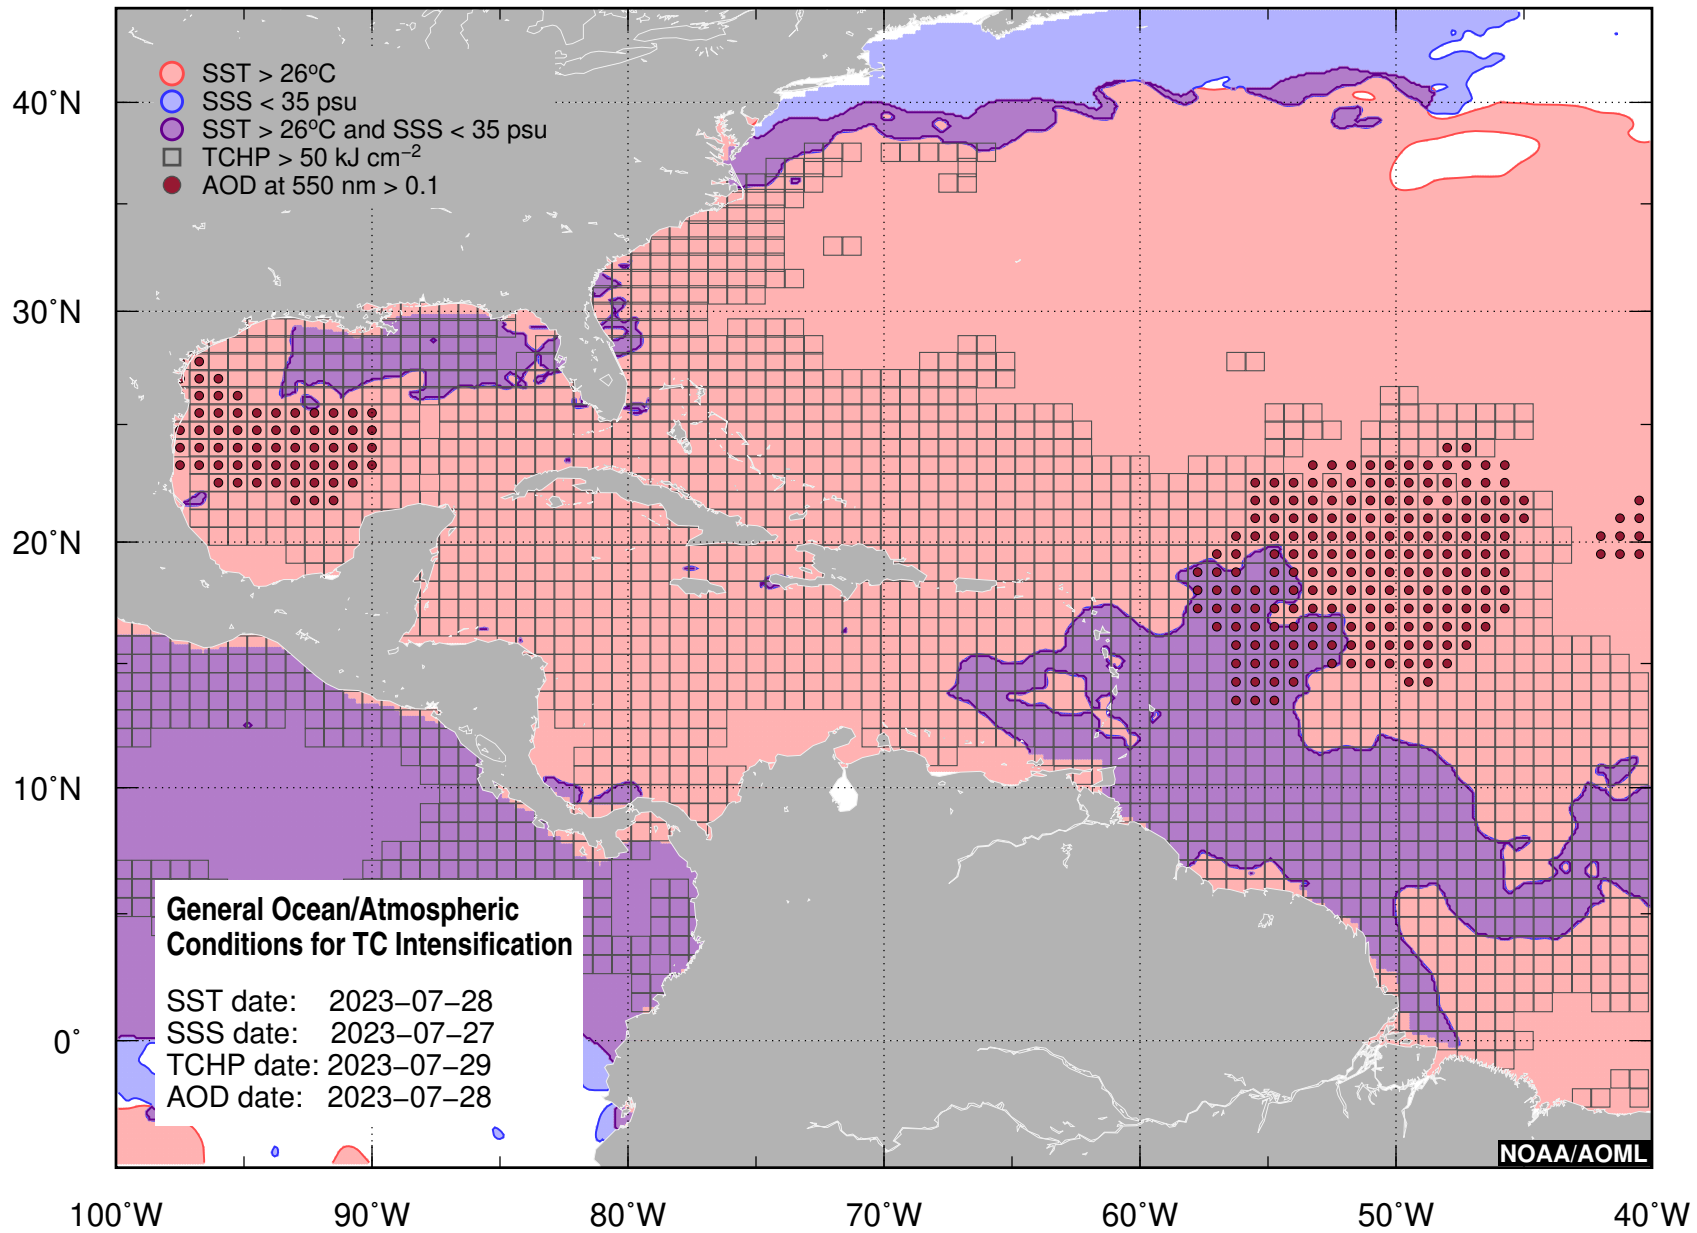 SST > 26ºC
SSS < 35 psu
SST > 26ºC and SSS < 35 psu
TCHP > 50 kJ cm⁻²
AOD at 550 nm > 0.1
40˚N
30˚N
20˚N
10˚N
0˚
General Ocean/Atmospheric
Conditions for TC Intensification
SST date: 2023−07−28
SSS date: 2023−07−27
TCHP date: 2023−07−29
AOD date: 2023−07−28
NOAA/AOML
100˚W 90˚W 80˚W 70˚W 60˚W 50˚W 40˚W